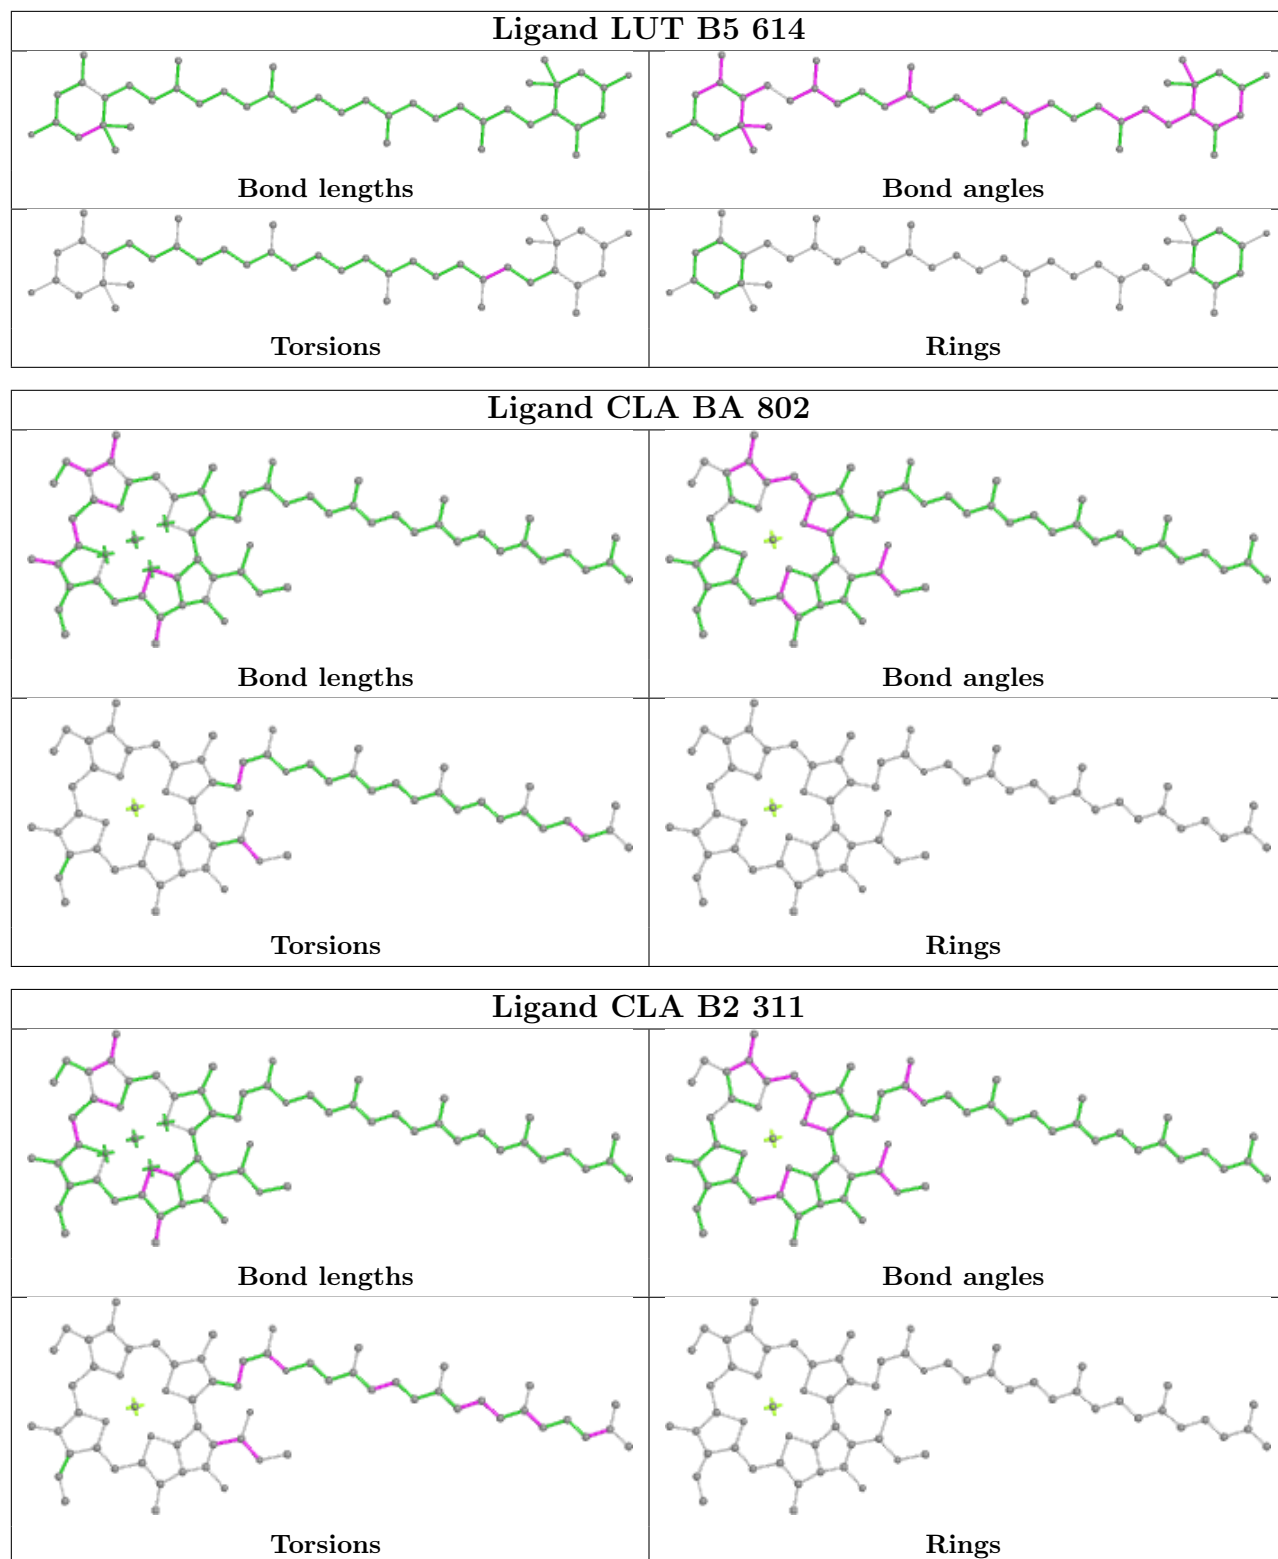 Ligand LUT B5 614
Bond lengths
Bond angles
Torsions
Rings
Ligand CLA BA 802
Bond lengths
Bond angles
Torsions
Rings
Ligand CLA B2 311
Bond lengths
Bond angles
Torsions
Rings